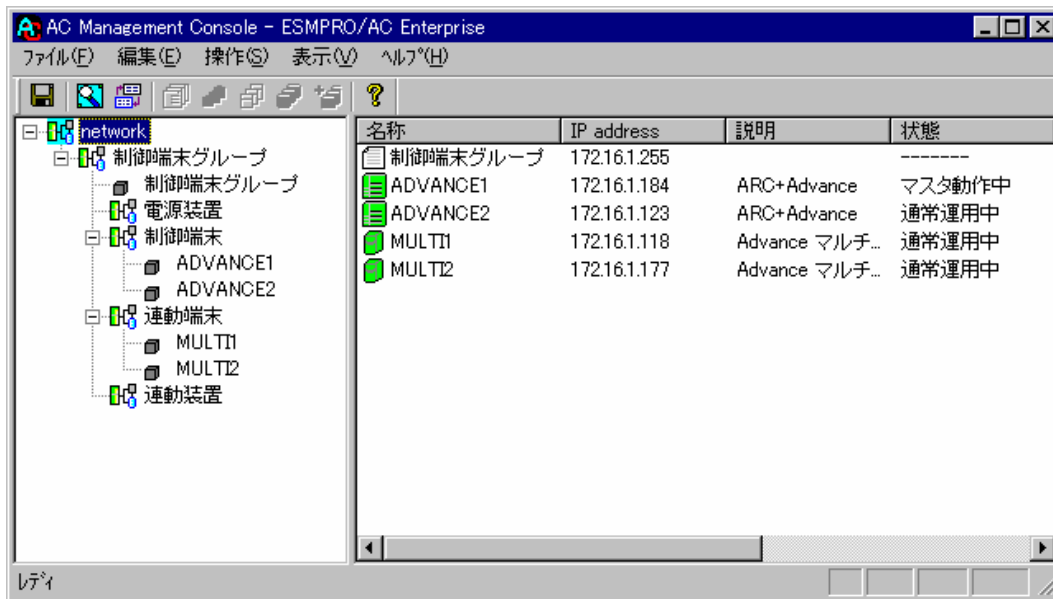 AC Management Console - ESMPRO/AC Enterprise
ファイル(F) 編集(E) 操作(S) 表示(V) ヘルプ(H)
network
制御端末グループ
制御端末グループ
電源装置
制御端末
ADVANCE1
ADVANCE2
連動端末
MULTI1
MULTI2
連動装置
名称 IP address 説明 状態
制御端末グループ 172.16.1.255 -------
ADVANCE1 172.16.1.184 ARC+Advance マスタ動作中
ADVANCE2 172.16.1.123 ARC+Advance 通常運用中
MULTI1 172.16.1.118 Advance マルチ... 通常運用中
MULTI2 172.16.1.177 Advance マルチ... 通常運用中
レディ